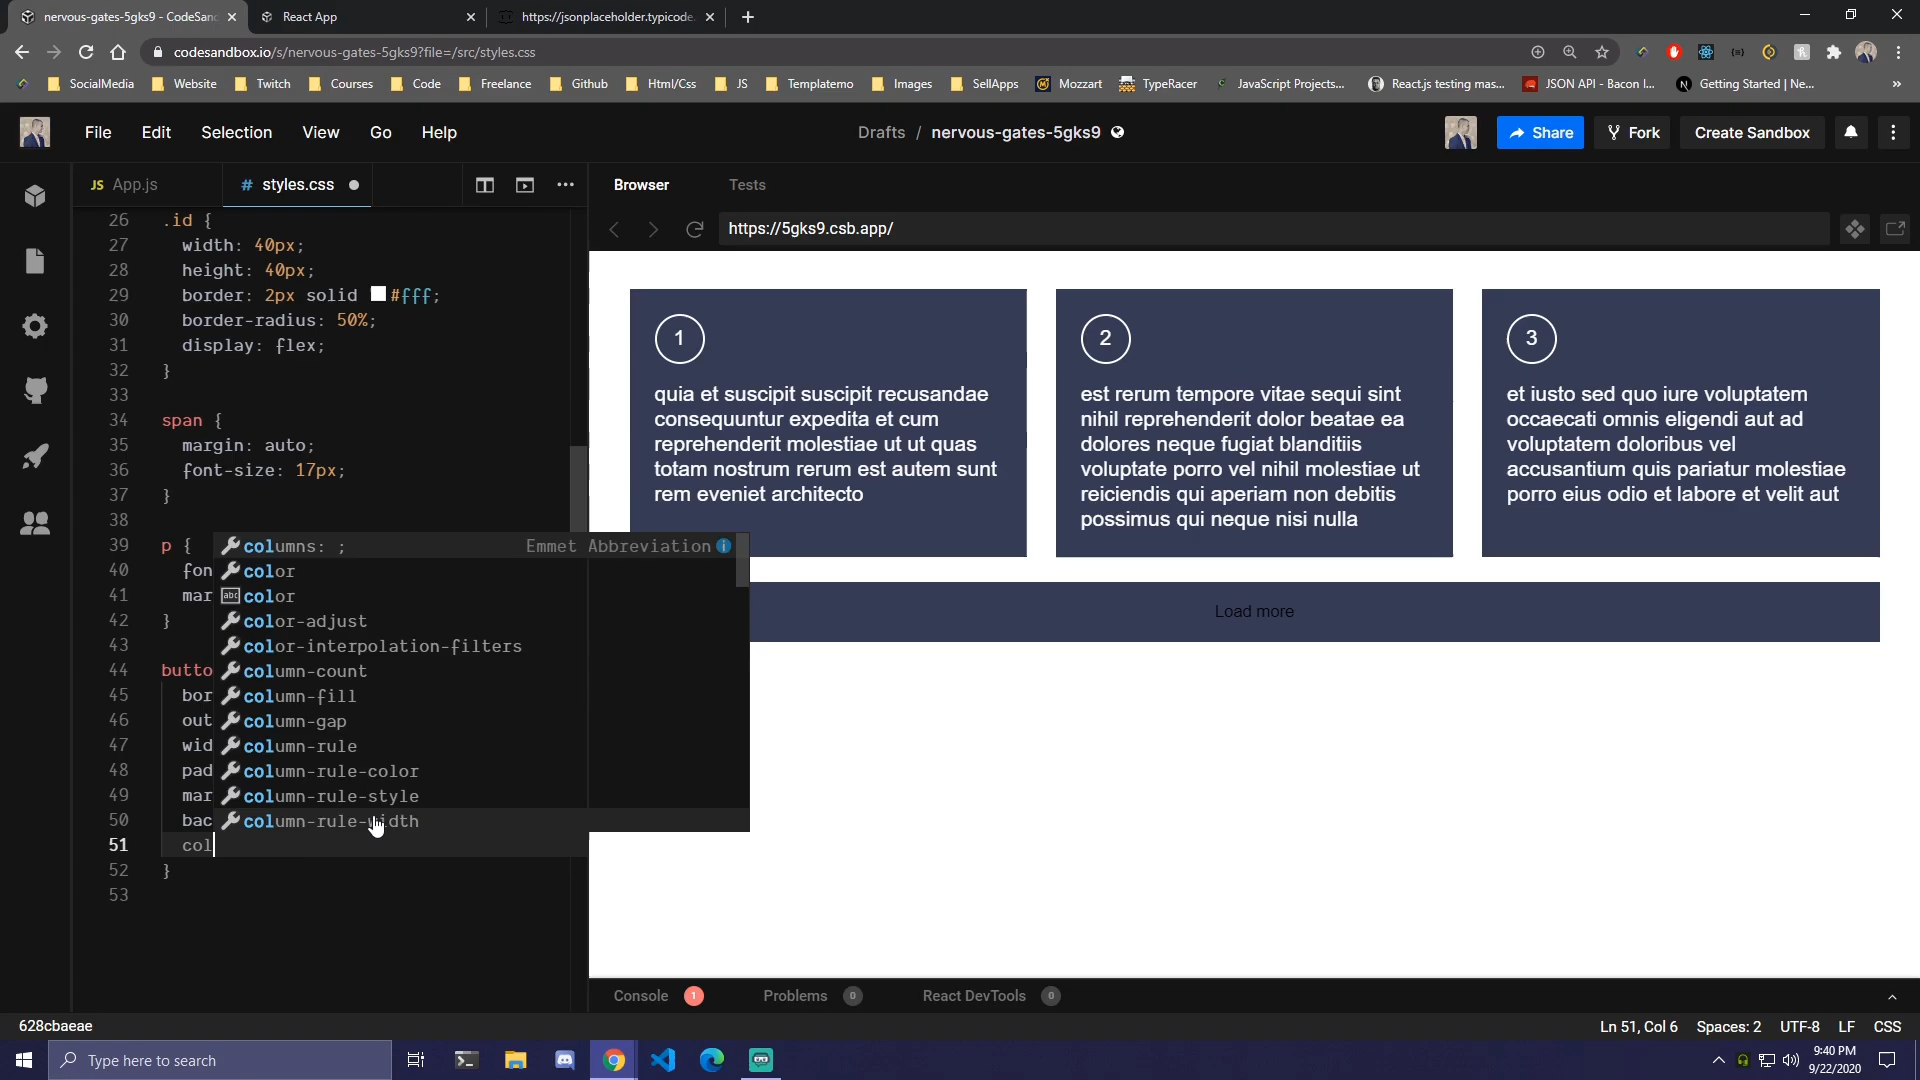 nervous-gates-5gks9 - CodeSanc
React App
https://jsonplaceholder.typicode.
codesandbox.io/s/nervous-gates-5gks9?file=/src/styles.css
SocialMedia
Website
Twitch
Courses
Code
Freelance
Github
Html/Css
JS
Templatemo
Images
SellApps
Mozzart
TypeRacer
JavaScript Projects...
React.js testing mas...
JSON API - Bacon I...
Getting Started | Ne...
»
File
Edit
Selection
View
Go
Help
Drafts / nervous-gates-5gks9
Share
Fork
Create Sandbox
JS App.js
# styles.css
Browser
Tests
https://5gks9.csb.app/
26 .id {
27 width: 40px;
28 height: 40px;
29 border: 2px solid #fff;
30 border-radius: 50%;
31 display: flex;
32 }
33
34 span {
35 margin: auto;
36 font-size: 17px;
37 }
38
39 p {
40 fon
41 mar
42 }
43
44 butto
45 bor
46 out
47 wid
48 pad
49 mar
50 bac
51 col
52 }
53
columns: ; Emmet Abbreviation
color
abc color
color-adjust
color-interpolation-filters
column-count
column-fill
column-gap
column-rule
column-rule-color
column-rule-style
column-rule-width
1
quia et suscipit suscipit recusandae
consequuntur expedita et cum
reprehenderit molestiae ut ut quas
totam nostrum rerum est autem sunt
rem eveniet architecto
2
est rerum tempore vitae sequi sint
nihil reprehenderit dolor beatae ea
dolores neque fugiat blanditiis
voluptate porro vel nihil molestiae ut
reiciendis qui aperiam non debitis
possimus qui neque nisi nulla
3
et iusto sed quo iure voluptatem
occaecati omnis eligendi aut ad
voluptatem doloribus vel
accusantium quis pariatur molestiae
porro eius odio et labore et velit aut
Load more
Console 1
Problems 0
React DevTools 0
628cbaeae
Ln 51, Col 6
Spaces: 2
UTF-8
LF
CSS
Type here to search
9:40 PM
9/22/2020